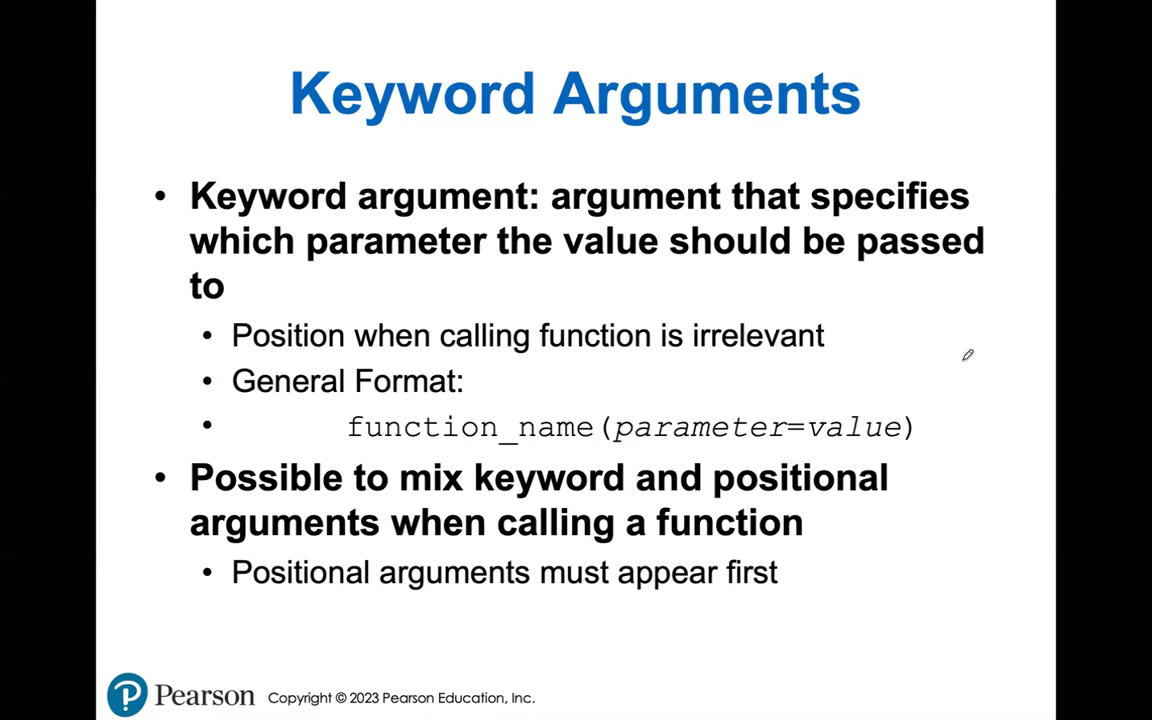 Keyword Arguments
• Keyword argument: argument that specifies
which parameter the value should be passed
to
• Position when calling function is irrelevant
• General Format:
• function_name(parameter=value)
• Possible to mix keyword and positional
arguments when calling a function
• Positional arguments must appear first
Pearson Copyright © 2023 Pearson Education, Inc.